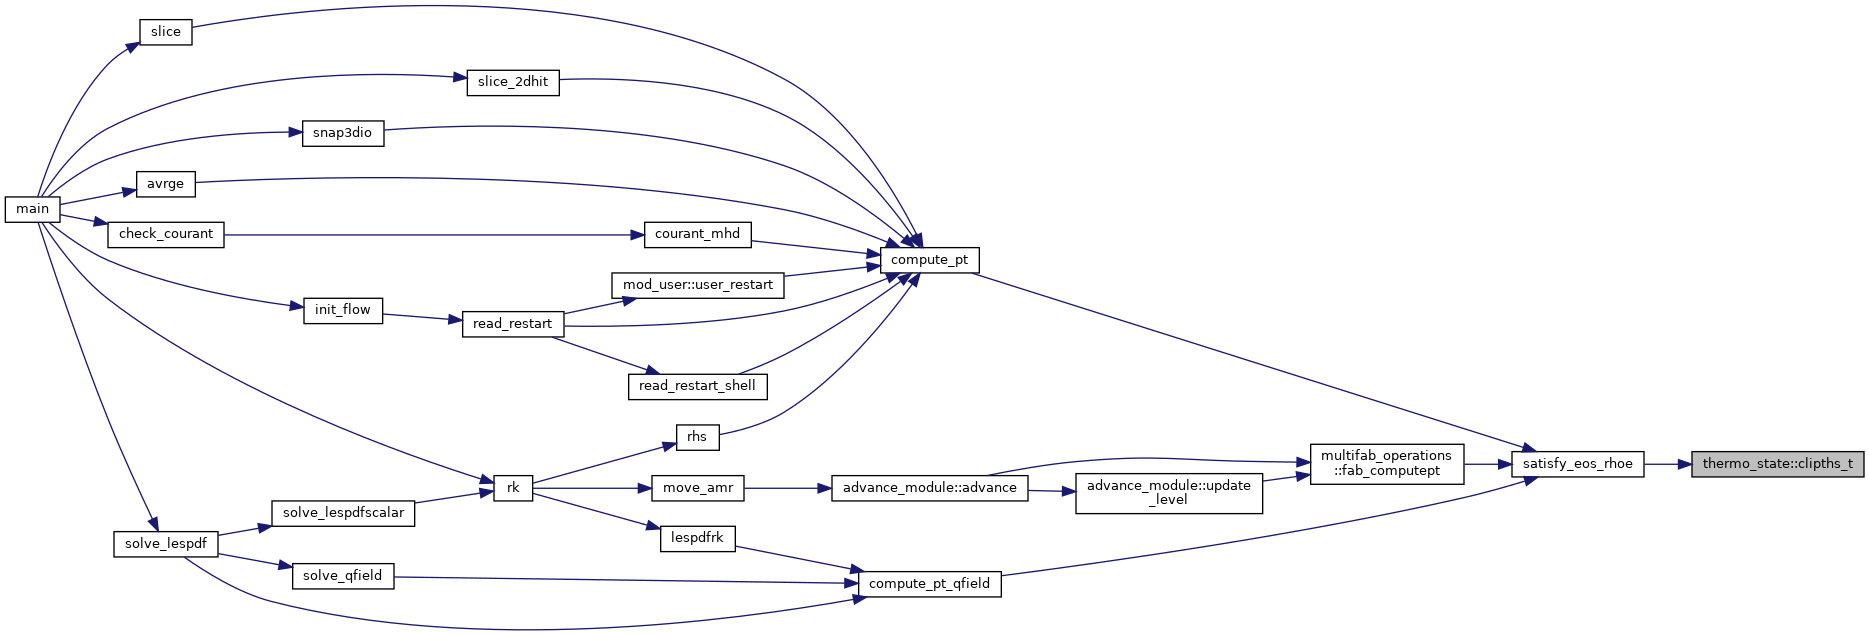 slice
slice_2dhit
snap3dio
avrge
main
check_courant
courant_mhd
compute_pt
mod_user::user_restart
init_flow
read_restart
read_restart_shell
rhs
multifab_operations
::fab_computept
satisfy_eos_rhoe
thermo_state::clipths_t
rk
move_amr
advance_module::advance
advance_module::update
_level
solve_lespdfscalar
lespdfrk
solve_lespdf
solve_qfield
compute_pt_qfield